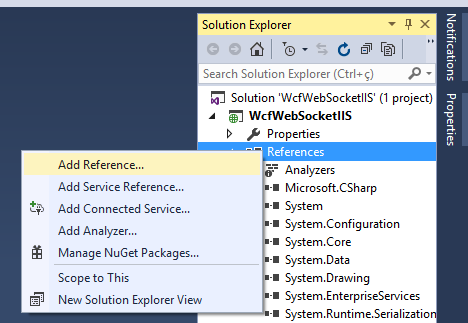 Solution Explorer
Search Solution Explorer (Ctrl+ç)
Solution 'WcfWebSocketIIS' (1 project)
WcfWebSocketIIS
Properties
References
Analyzers
Microsoft.CSharp
System
System.Configuration
System.Core
System.Data
System.Drawing
System.EnterpriseServices
System.Runtime.Serialization
Add Reference...
Add Service Reference...
Add Connected Service...
Add Analyzer...
Manage NuGet Packages...
Scope to This
New Solution Explorer View
Notifications
Properties